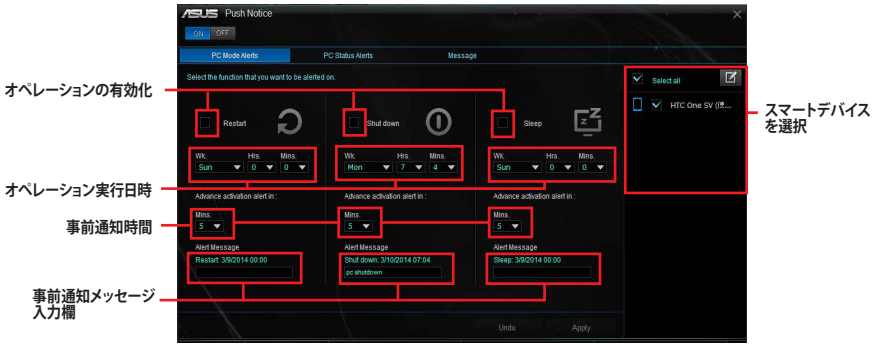 ASUS Push Notice
ON OFF
PC Mode Alerts PC Status Alerts Message
Select the function that you want to be alerted on.
Select all
HTC One SV
Restart Shut down Sleep
Wk. Hrs. Mins. Wk. Hrs. Mins. Wk. Hrs. Mins.
Sun 0 0 Mon 7 4 Sun 0 0
Advance activation alert in : Advance activation alert in : Advance activation alert in :
Mins. Mins. Mins.
5 5 5
Alert Message Alert Message Alert Message
Restart: 3/9/2014 00:00 Shut down: 3/10/2014 07:04 Sleep: 3/9/2014 00:00
pc shutdown
Undo Apply
オペレーションの有効化
オペレーション実行日時
事前通知時間
事前通知メッセージ
入力欄
スマートデバイス
を選択